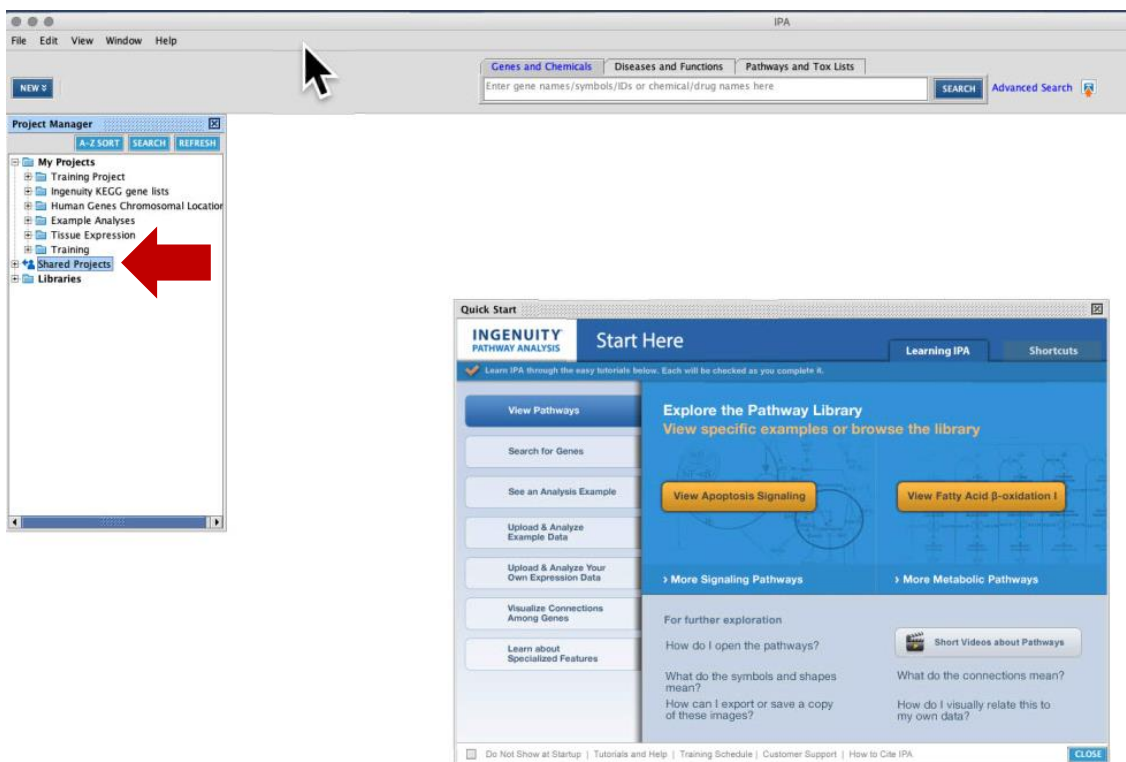 IPA
File Edit View Window Help
Genes and Chemicals Diseases and Functions Pathways and Tox Lists
NEW
Enter gene names/symbols/IDs or chemical/drug names here
SEARCH Advanced Search
Project Manager
A-Z SORT SEARCH REFRESH
My Projects
Training Project
Ingenuity KEGG gene lists
Human Genes Chromosomal Location
Example Analyses
Tissue Expression
Training
Shared Projects
Libraries
Quick Start
INGENUITY
PATHWAY ANALYSIS
Start Here
Learning IPA Shortcuts
Learn IPA through the easy tutorials below. Each will be checked as you complete it.
View Pathways
Search for Genes
See an Analysis Example
Upload & Analyze
Example Data
Upload & Analyze Your
Own Expression Data
Visualize Connections
Among Genes
Learn about
Specialized Features
Explore the Pathway Library
View specific examples or browse the library
View Apoptosis Signaling View Fatty Acid β-oxidation I
› More Signaling Pathways › More Metabolic Pathways
For further exploration
How do I open the pathways?
What do the symbols and shapes
mean?
How can I export or save a copy
of these images?
Short Videos about Pathways
What do the connections mean?
How do I visually relate this to
my own data?
Do Not Show at Startup | Tutorials and Help | Training Schedule | Customer Support | How to Cite IPA
CLOSE